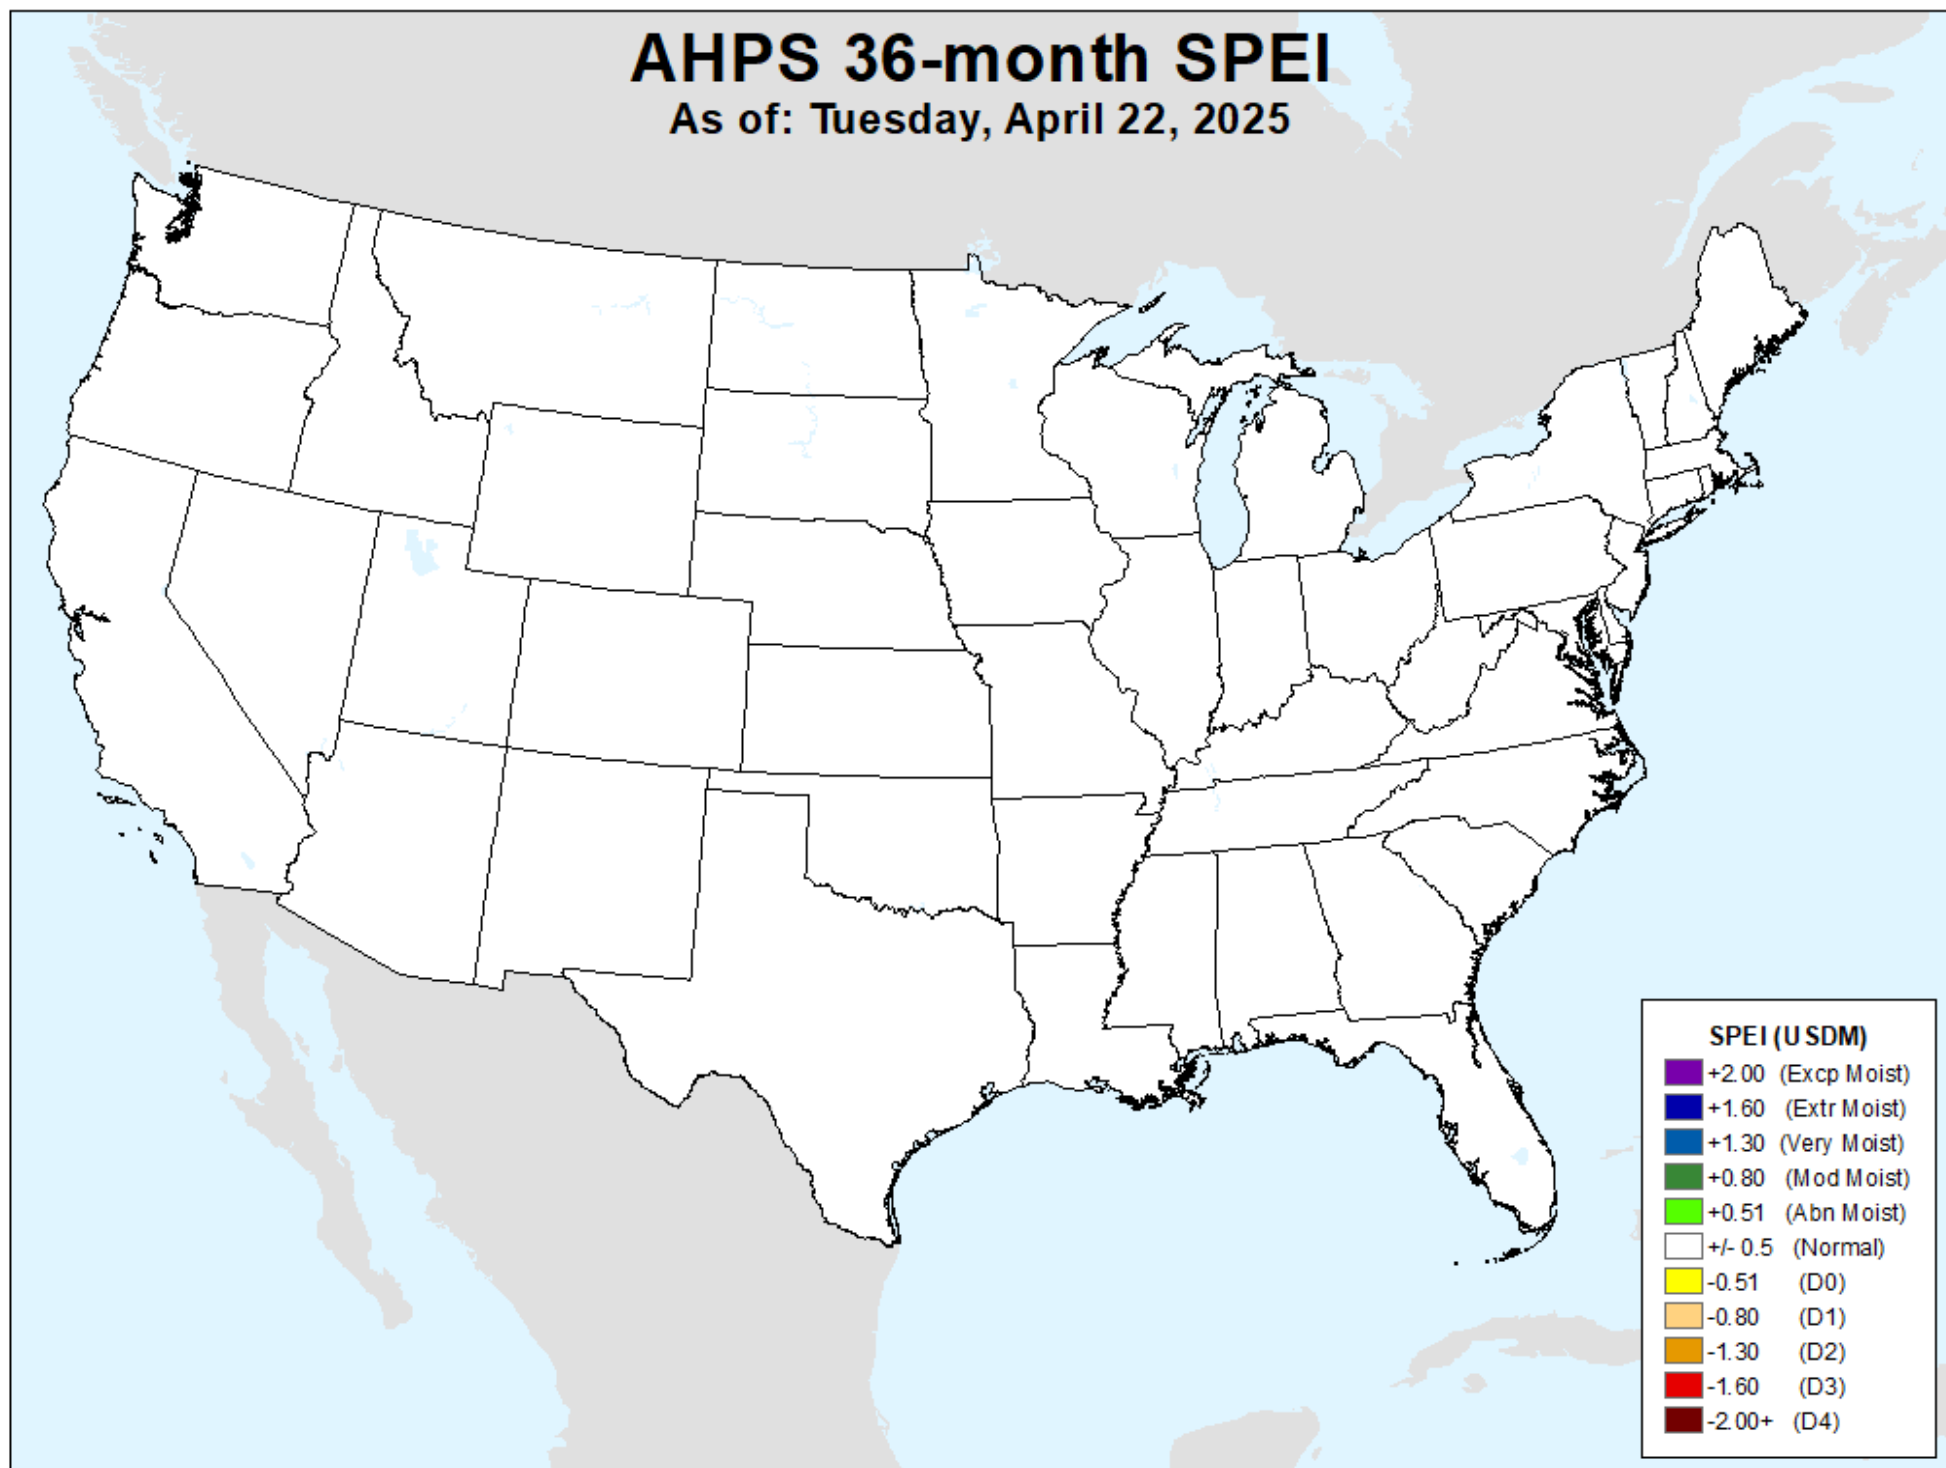 AHPS 36-month SPEI
As of: Tuesday, April 22, 2025
SPEI (USDM)
+2.00 (Excp Moist)
+1.60 (Extr Moist)
+1.30 (Very Moist)
+0.80 (Mod Moist)
+0.51 (Abn Moist)
+/- 0.5 (Normal)
-0.51 (D0)
-0.80 (D1)
-1.30 (D2)
-1.60 (D3)
-2.00+ (D4)